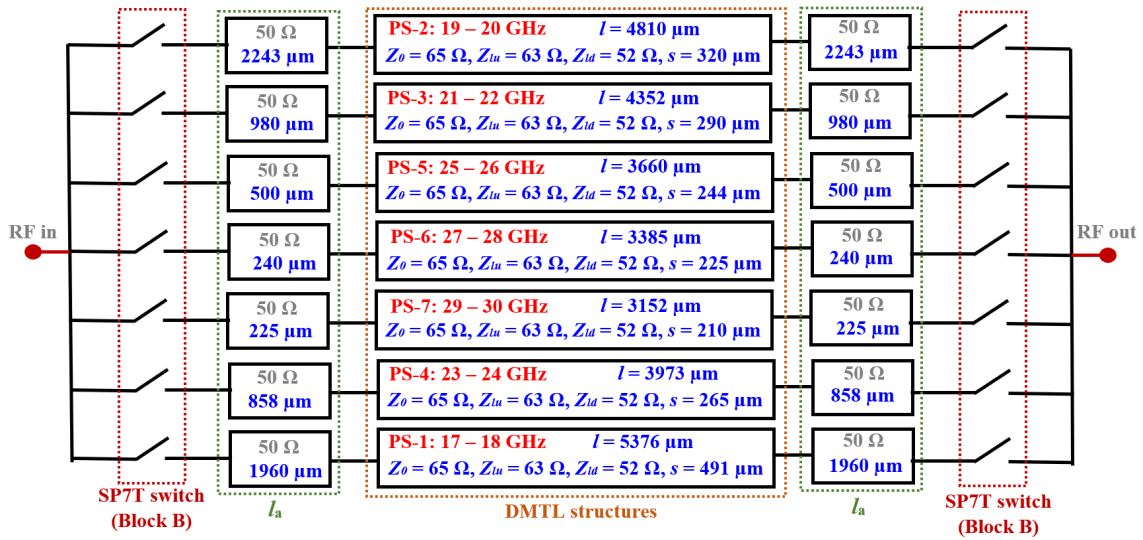 50 Ω
2243 µm
PS-2: 19 – 20 GHz l = 4810 µm
Z0 = 65 Ω, Zlu = 63 Ω, Zld = 52 Ω, s = 320 µm
50 Ω
2243 µm
50 Ω
980 µm
PS-3: 21 – 22 GHz l = 4352 µm
Z0 = 65 Ω, Zlu = 63 Ω, Zld = 52 Ω, s = 290 µm
50 Ω
980 µm
50 Ω
500 µm
PS-5: 25 – 26 GHz l = 3660 µm
Z0 = 65 Ω, Zlu = 63 Ω, Zld = 52 Ω, s = 244 µm
50 Ω
500 µm
RF in
50 Ω
240 µm
PS-6: 27 – 28 GHz l = 3385 µm
Z0 = 65 Ω, Zlu = 63 Ω, Zld = 52 Ω, s = 225 µm
50 Ω
240 µm
RF out
50 Ω
225 µm
PS-7: 29 – 30 GHz l = 3152 µm
Z0 = 65 Ω, Zlu = 63 Ω, Zld = 52 Ω, s = 210 µm
50 Ω
225 µm
50 Ω
858 µm
PS-4: 23 – 24 GHz l = 3973 µm
Z0 = 65 Ω, Zlu = 63 Ω, Zld = 52 Ω, s = 265 µm
50 Ω
858 µm
50 Ω
1960 µm
PS-1: 17 – 18 GHz l = 5376 µm
Z0 = 65 Ω, Zlu = 63 Ω, Zld = 52 Ω, s = 491 µm
50 Ω
1960 µm
SP7T switch
(Block B)
la
DMTL structures
la
SP7T switch
(Block B)